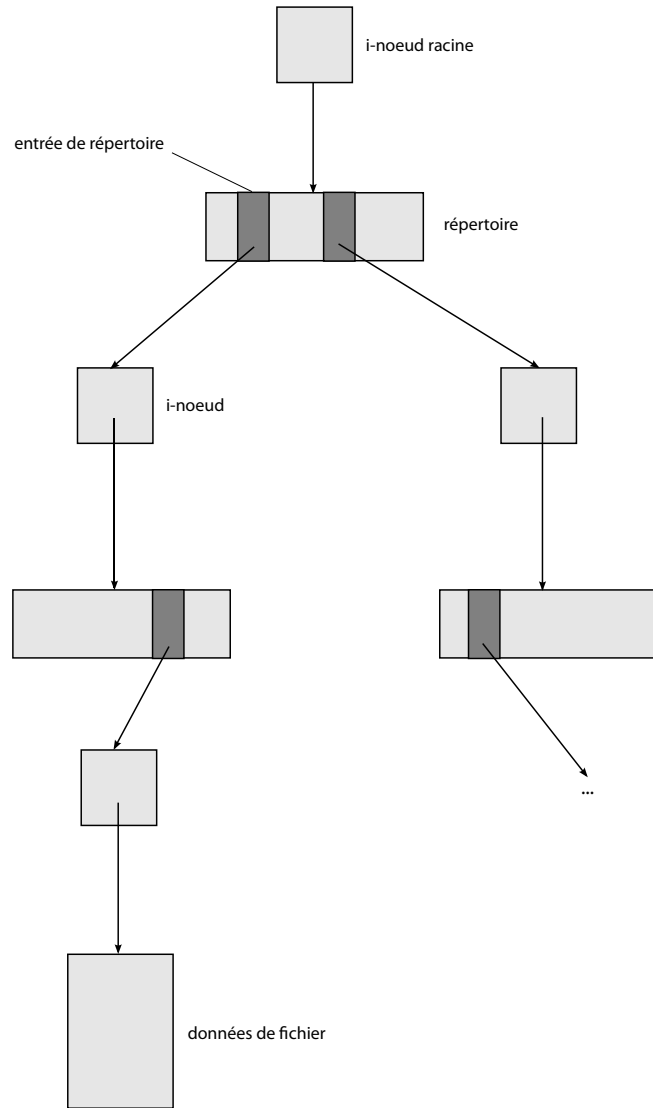 i-noeud racine
entrée de répertoire
répertoire
i-noeud
...
données de fichier